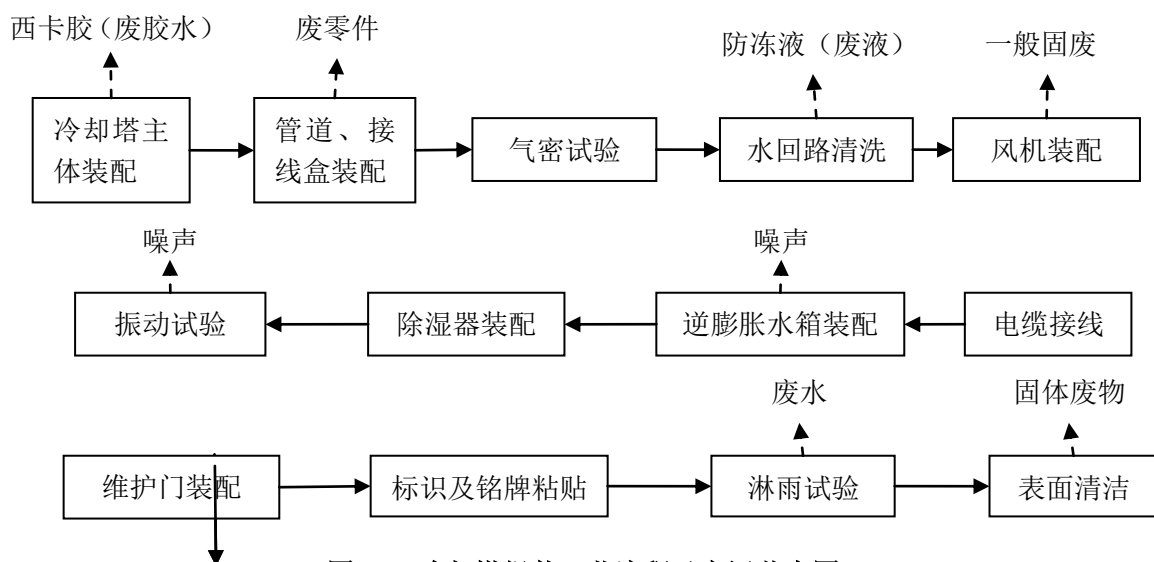 西卡胶（废胶水）
废零件
防冻液（废液）
一般固废
冷却塔主
体装配
管道、接
线盒装配
气密试验
水回路清洗
风机装配
噪声
噪声
振动试验
除湿器装配
逆膨胀水箱装配
电缆接线
废水
固体废物
维护门装配
标识及铭牌粘贴
淋雨试验
表面清洁